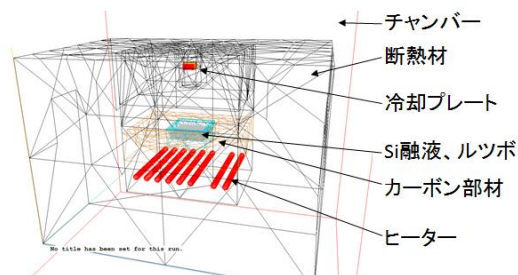 チャンバー
断熱材
冷却プレート
Si融液、ルツボ
カーボン部材
ヒーター
No title has been set for this run.